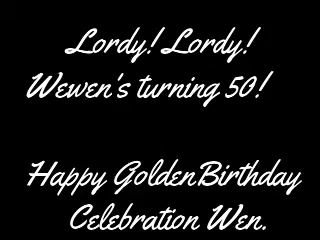 Lordy! Lordy!
Wewen's turning 50!
Happy GoldenBirthday
Celebration Wen.